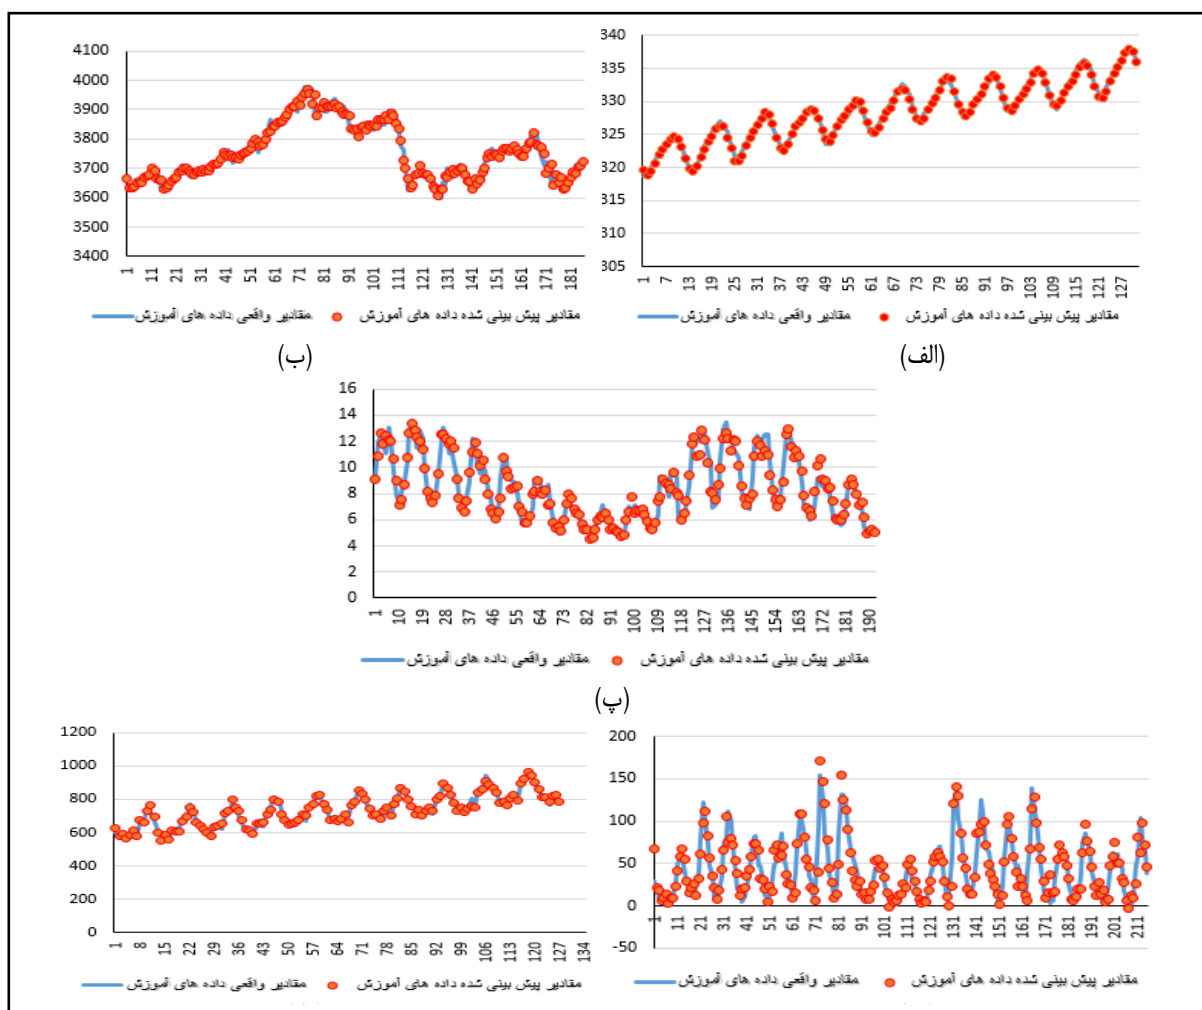 4100
4000
3900
3800
3700
3600
3500
3400
1 11 21 31 41 51 61 71 81 91 101 111 121 131 141 151 161 171 181
مقادیر واقعی داده های آموزش مقادیر پیش بینی شده داده های آموزش
(ب)
340
335
330
325
320
315
310
305
1 7 13 19 25 31 37 43 49 55 61 67 73 79 85 91 97 103 109 115 121 127
مقادیر واقعی داده های آموزش مقادیر پیش بینی شده داده های آموزش
(الف)
16
14
12
10
8
6
4
2
0
1 10 19 28 37 46 55 64 73 82 91 100 109 118 127 136 145 154 163 172 181 190
مقادیر واقعی داده های آموزش مقادیر پیش بینی شده داده های آموزش
(پ)
1200
1000
800
600
400
200
0
1 8 15 22 29 36 43 50 57 64 71 78 85 92 99 106 113 120 127 134
مقادیر واقعی داده های آموزش مقادیر پیش بینی شده داده های آموزش
200
150
100
50
0
-50
1 11 21 31 41 51 61 71 81 91 101 111 121 131 141 151 161 171 181 191 201 211
مقادیر واقعی داده های آموزش مقادیر پیش بینی شده داده های آموزش